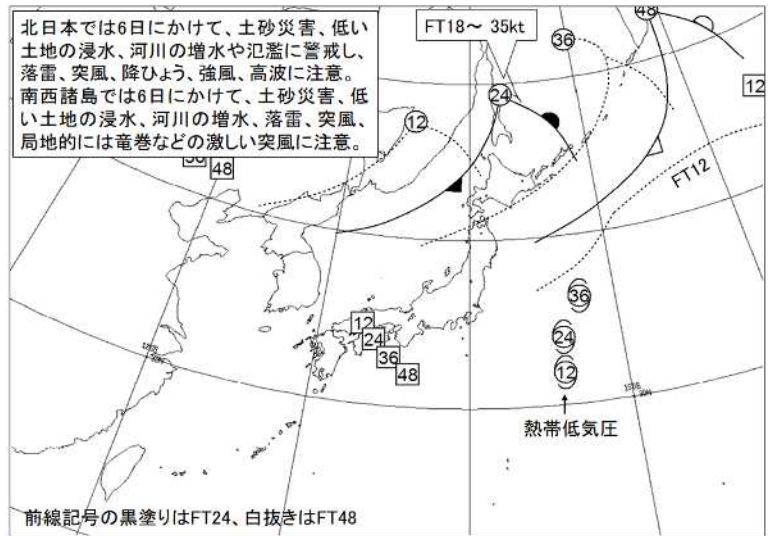 北日本では6日にかけて、土砂災害、低い
土地の浸水、河川の増水や氾濫に警戒し、
落雷、突風、降ひょう、強風、高波に注意。
南西諸島では6日にかけて、土砂災害、低
い土地の浸水、河川の増水、落雷、突風、
局地的には竜巻などの激しい突風に注意。
FT18～ 35kt
48
36
24
12
12
48
FT12
36
24
12
熱帯低気圧
12
24
36
48
前線記号の黒塗りはFT24、白抜きはFT48